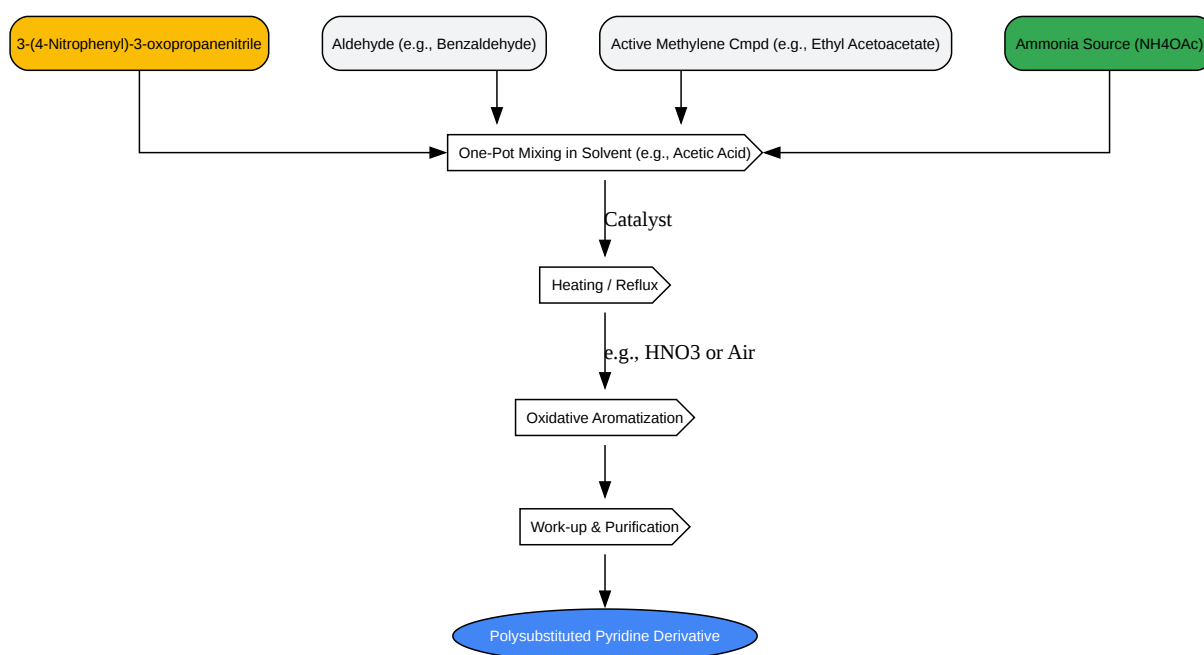 3-(4-Nitrophenyl)-3-oxopropanenitrile
Aldehyde (e.g., Benzaldehyde)
Active Methylene Cmpd (e.g., Ethyl Acetoacetate)
Ammonia Source (NH4OAc)
One-Pot Mixing in Solvent (e.g., Acetic Acid)
Catalyst
Heating / Reflux
e.g., HNO3 or Air
Oxidative Aromatization
Work-up & Purification
Polysubstituted Pyridine Derivative